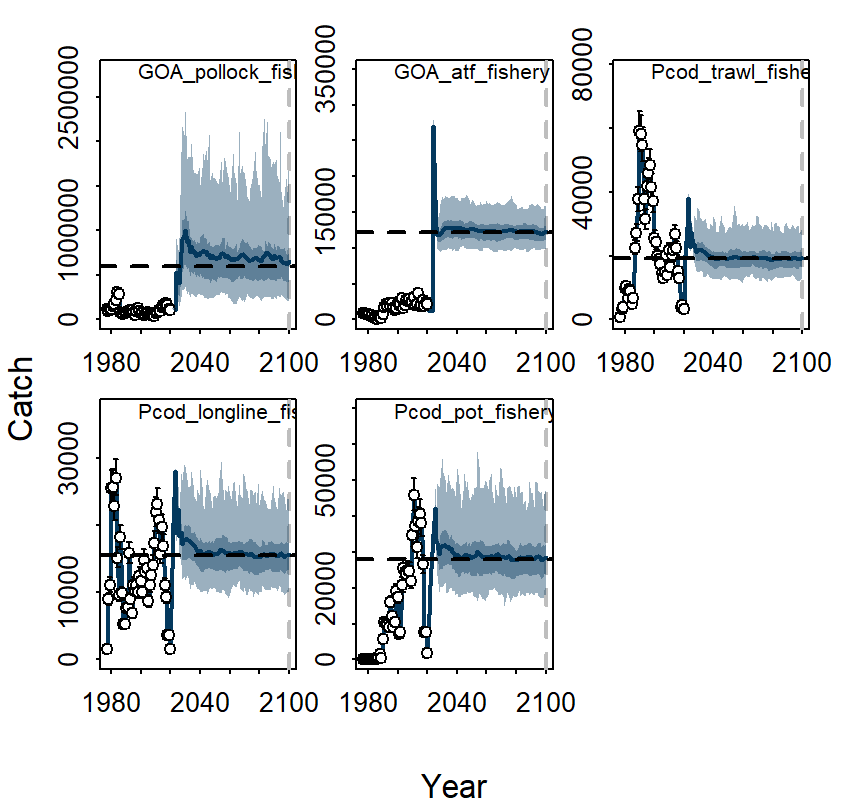 GOA_pollock_fis
GOA_atf_fishery
Pcod_trawl_fishe
2500000
1000000
0
350000
150000
0
80000
40000
0
1980 2040 2100
1980 2040 2100
1980 2040 2100
Catch
Pcod_longline_fis
Pcod_pot_fishery
30000
10000
0
50000
20000
0
1980 2040 2100
1980 2040 2100
Year